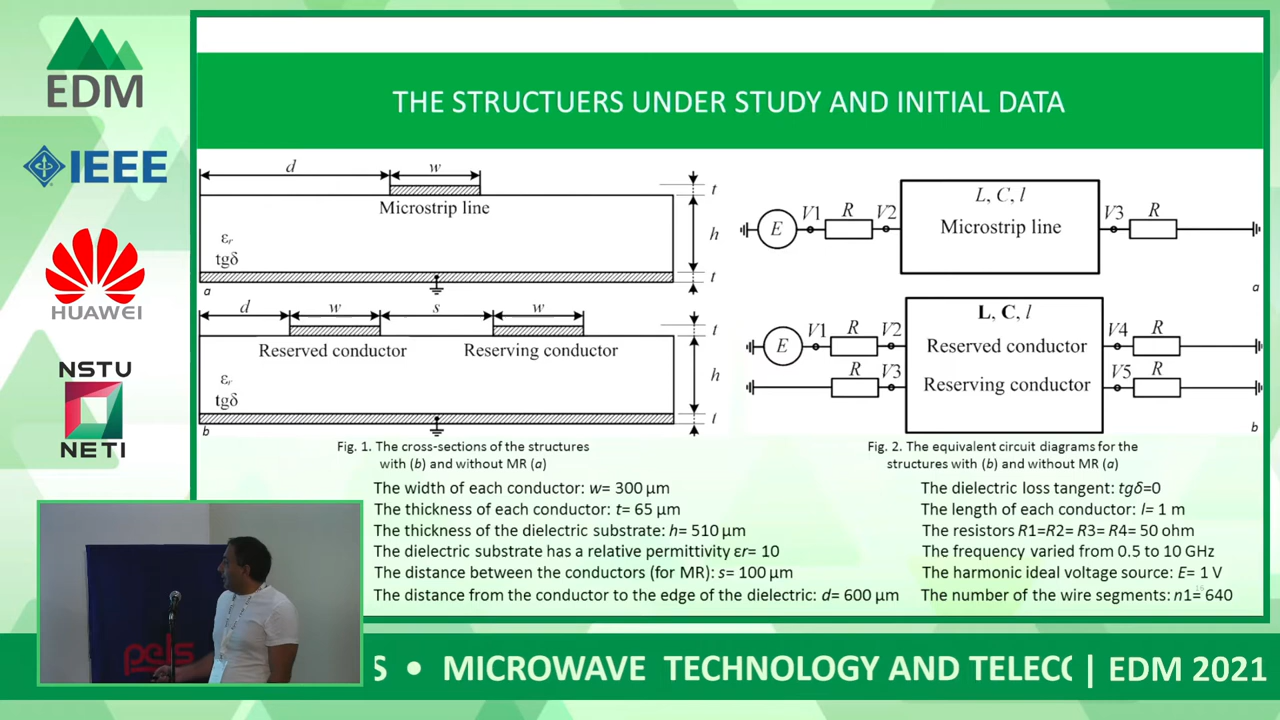 EDM
IEEE
HUAWEI
NSTU
NETI
THE STRUCTUERS UNDER STUDY AND INITIAL DATA
d
w
t
Microstrip line
h
εr
tgδ
t
a
d
w
s
w
t
Reserved conductor
Reserving conductor
h
εr
tgδ
t
b
Fig. 1. The cross-sections of the structures
with (b) and without MR (a)
L, C, l
Microstrip line
E
V1
R
V2
V3
R
a
L, C, l
Reserved conductor
Reserving conductor
E
V1
R
V2
V4
R
R
V3
V5
R
b
Fig. 2. The equivalent circuit diagrams for the
structures with (b) and without MR (a)
The width of each conductor: w= 300 μm
The thickness of each conductor: t= 65 μm
The thickness of the dielectric substrate: h= 510 μm
The dielectric substrate has a relative permittivity εr= 10
The distance between the conductors (for MR): s= 100 μm
The distance from the conductor to the edge of the dielectric: d= 600 μm
The dielectric loss tangent: tgδ=0
The length of each conductor: l= 1 m
The resistors R1=R2= R3= R4= 50 ohm
The frequency varied from 0.5 to 10 GHz
The harmonic ideal voltage source: E= 1 V
The number of the wire segments: n1= 640
pels
S • MICROWAVE TECHNOLOGY AND TELEC
| EDM 2021